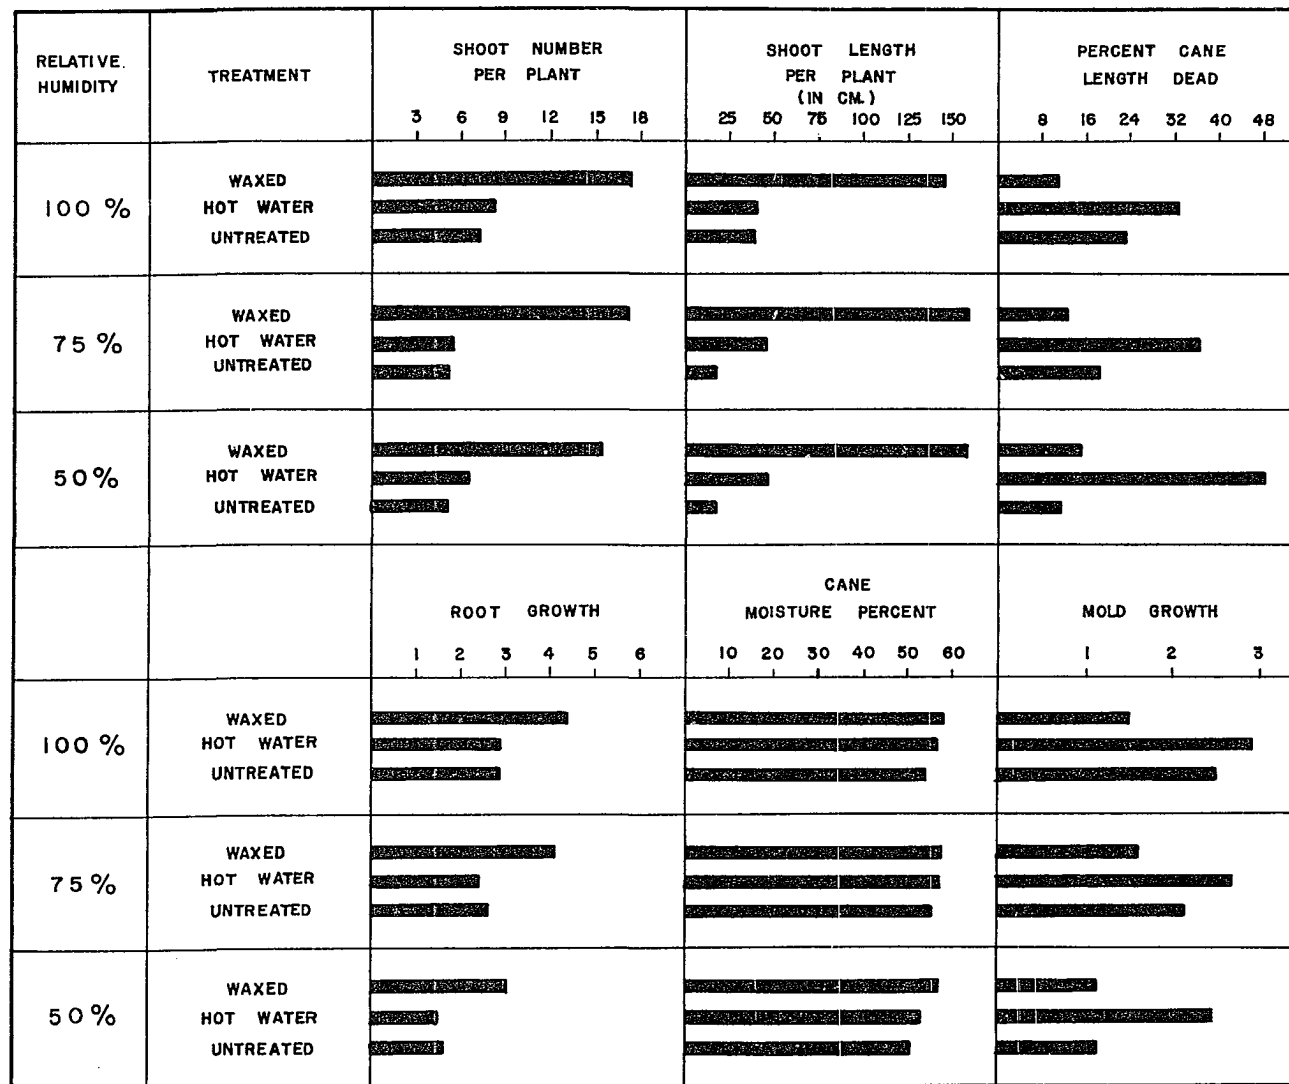 RELATIVE. HUMIDITY
TREATMENT
SHOOT NUMBER
PER PLANT
3 6 9 12 15 18
SHOOT LENGTH
PER PLANT
(IN CM.)
25 50 75 100 125 150
PERCENT CANE
LENGTH DEAD
8 16 24 32 40 48
100 %
WAXED
HOT WATER
UNTREATED
75 %
WAXED
HOT WATER
UNTREATED
50 %
WAXED
HOT WATER
UNTREATED
ROOT GROWTH
1 2 3 4 5 6
CANE
MOISTURE PERCENT
10 20 30 40 50 60
MOLD GROWTH
1 2 3
100 %
WAXED
HOT WATER
UNTREATED
75 %
WAXED
HOT WATER
UNTREATED
50 %
WAXED
HOT WATER
UNTREATED